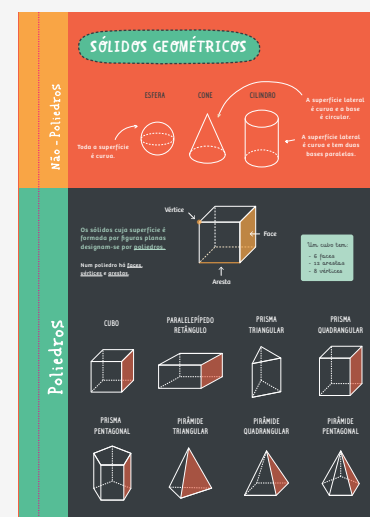 SÓLIDOS GEOMÉTRICOS
Não - Poliedros
ESFERA
CONE
CILINDRO
Toda a superfície
é curva.
A superfície lateral
é curva e a base
é circular.
A superfície lateral
é curva e tem duas
bases paralelas.
Poliedros
Os sólidos cuja superfície é
formada por figuras planas
designam-se por poliedros.
Num poliedro há faces,
vértices e arestas.
Vértice
Face
Aresta
Um cubo tem:
- 6 faces
- 12 arestas
- 8 vértices
CUBO
PARALELEPÍPEDO
RETÂNGULO
PRISMA
TRIANGULAR
PRISMA
QUADRANGULAR
PRISMA
PENTAGONAL
PIRÂMIDE
TRIANGULAR
PIRÂMIDE
QUADRANGULAR
PIRÂMIDE
PENTAGONAL